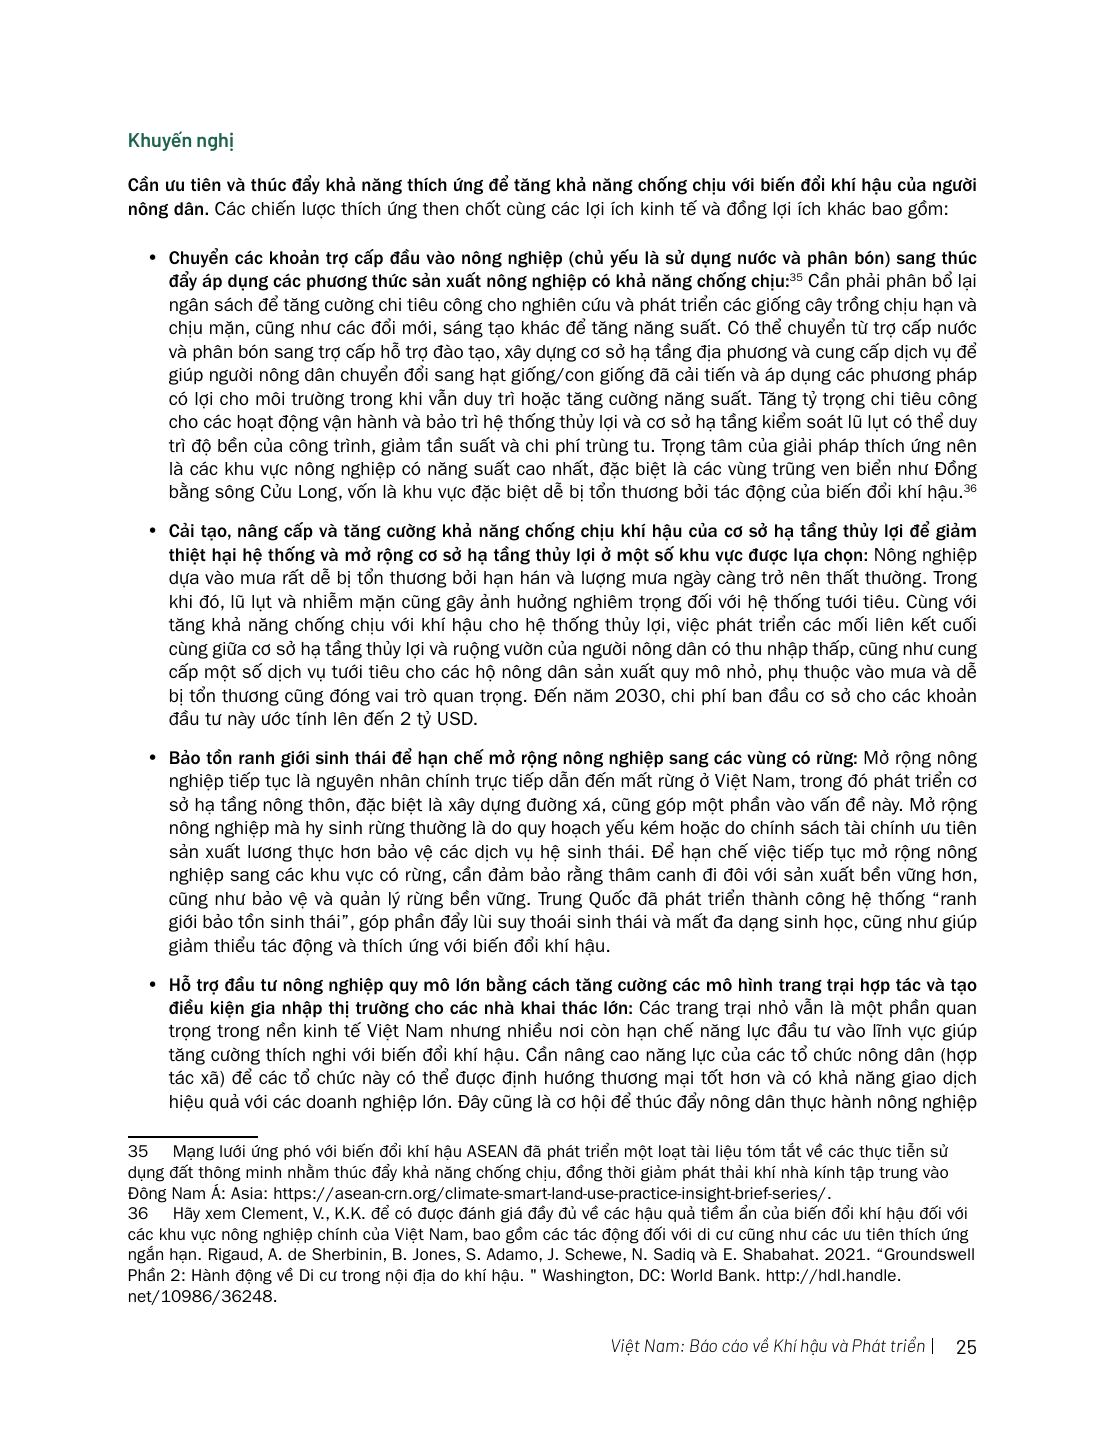 Khuyến nghị
Cần ưu tiên và thúc đẩy khả năng thích ứng để tăng khả năng chống chịu với biến đổi khí hậu của người
nông dân. Các chiến lược thích ứng then chốt cùng các lợi ích kinh tế và đồng lợi ích khác bao gồm:
• Chuyển các khoản trợ cấp đầu vào nông nghiệp (chủ yếu là sử dụng nước và phân bón) sang thúc
đẩy áp dụng các phương thức sản xuất nông nghiệp có khả năng chống chịu:35 Cần phải phân bổ lại
ngân sách để tăng cường chi tiêu công cho nghiên cứu và phát triển các giống cây trồng chịu hạn và
chịu mặn, cũng như các đổi mới, sáng tạo khác để tăng năng suất. Có thể chuyển từ trợ cấp nước
và phân bón sang trợ cấp hỗ trợ đào tạo, xây dựng cơ sở hạ tầng địa phương và cung cấp dịch vụ để
giúp người nông dân chuyển đổi sang hạt giống/con giống đã cải tiến và áp dụng các phương pháp
có lợi cho môi trường trong khi vẫn duy trì hoặc tăng cường năng suất. Tăng tỷ trọng chi tiêu công
cho các hoạt động vận hành và bảo trì hệ thống thủy lợi và cơ sở hạ tầng kiểm soát lũ lụt có thể duy
trì độ bền của công trình, giảm tần suất và chi phí trùng tu. Trọng tâm của giải pháp thích ứng nên
là các khu vực nông nghiệp có năng suất cao nhất, đặc biệt là các vùng trũng ven biển như Đồng
bằng sông Cửu Long, vốn là khu vực đặc biệt dễ bị tổn thương bởi tác động của biến đổi khí hậu.36
• Cải tạo, nâng cấp và tăng cường khả năng chống chịu khí hậu của cơ sở hạ tầng thủy lợi để giảm
thiệt hại hệ thống và mở rộng cơ sở hạ tầng thủy lợi ở một số khu vực được lựa chọn: Nông nghiệp
dựa vào mưa rất dễ bị tổn thương bởi hạn hán và lượng mưa ngày càng trở nên thất thường. Trong
khi đó, lũ lụt và nhiễm mặn cũng gây ảnh hưởng nghiêm trọng đối với hệ thống tưới tiêu. Cùng với
tăng khả năng chống chịu với khí hậu cho hệ thống thủy lợi, việc phát triển các mối liên kết cuối
cùng giữa cơ sở hạ tầng thủy lợi và ruộng vườn của người nông dân có thu nhập thấp, cũng như cung
cấp một số dịch vụ tưới tiêu cho các hộ nông dân sản xuất quy mô nhỏ, phụ thuộc vào mưa và dễ
bị tổn thương cũng đóng vai trò quan trọng. Đến năm 2030, chi phí ban đầu cơ sở cho các khoản
đầu tư này ước tính lên đến 2 tỷ USD.
• Bảo tồn ranh giới sinh thái để hạn chế mở rộng nông nghiệp sang các vùng có rừng: Mở rộng nông
nghiệp tiếp tục là nguyên nhân chính trực tiếp dẫn đến mất rừng ở Việt Nam, trong đó phát triển cơ
sở hạ tầng nông thôn, đặc biệt là xây dựng đường xá, cũng góp một phần vào vấn đề này. Mở rộng
nông nghiệp mà hy sinh rừng thường là do quy hoạch yếu kém hoặc do chính sách tài chính ưu tiên
sản xuất lương thực hơn bảo vệ các dịch vụ hệ sinh thái. Để hạn chế việc tiếp tục mở rộng nông
nghiệp sang các khu vực có rừng, cần đảm bảo rằng thâm canh đi đôi với sản xuất bền vững hơn,
cũng như bảo vệ và quản lý rừng bền vững. Trung Quốc đã phát triển thành công hệ thống “ranh
giới bảo tồn sinh thái”, góp phần đẩy lùi suy thoái sinh thái và mất đa dạng sinh học, cũng như giúp
giảm thiểu tác động và thích ứng với biến đổi khí hậu.
• Hỗ trợ đầu tư nông nghiệp quy mô lớn bằng cách tăng cường các mô hình trang trại hợp tác và tạo
điều kiện gia nhập thị trường cho các nhà khai thác lớn: Các trang trại nhỏ vẫn là một phần quan
trọng trong nền kinh tế Việt Nam nhưng nhiều nơi còn hạn chế năng lực đầu tư vào lĩnh vực giúp
tăng cường thích nghi với biến đổi khí hậu. Cần nâng cao năng lực của các tổ chức nông dân (hợp
tác xã) để các tổ chức này có thể được định hướng thương mại tốt hơn và có khả năng giao dịch
hiệu quả với các doanh nghiệp lớn. Đây cũng là cơ hội để thúc đẩy nông dân thực hành nông nghiệp
35 Mạng lưới ứng phó với biến đổi khí hậu ASEAN đã phát triển một loạt tài liệu tóm tắt về các thực tiễn sử
dụng đất thông minh nhằm thúc đẩy khả năng chống chịu, đồng thời giảm phát thải khí nhà kính tập trung vào
Đông Nam Á: Asia: https://asean-crn.org/climate-smart-land-use-practice-insight-brief-series/.
36 Hãy xem Clement, V., K.K. để có được đánh giá đầy đủ về các hậu quả tiềm ẩn của biến đổi khí hậu đối với
các khu vực nông nghiệp chính của Việt Nam, bao gồm các tác động đối với di cư cũng như các ưu tiên thích ứng
ngắn hạn. Rigaud, A. de Sherbinin, B. Jones, S. Adamo, J. Schewe, N. Sadiq và E. Shabahat. 2021. “Groundswell
Phần 2: Hành động về Di cư trong nội địa do khí hậu. " Washington, DC: World Bank. http://hdl.handle.
net/10986/36248.
Việt Nam: Báo cáo về Khí hậu và Phát triển | 25